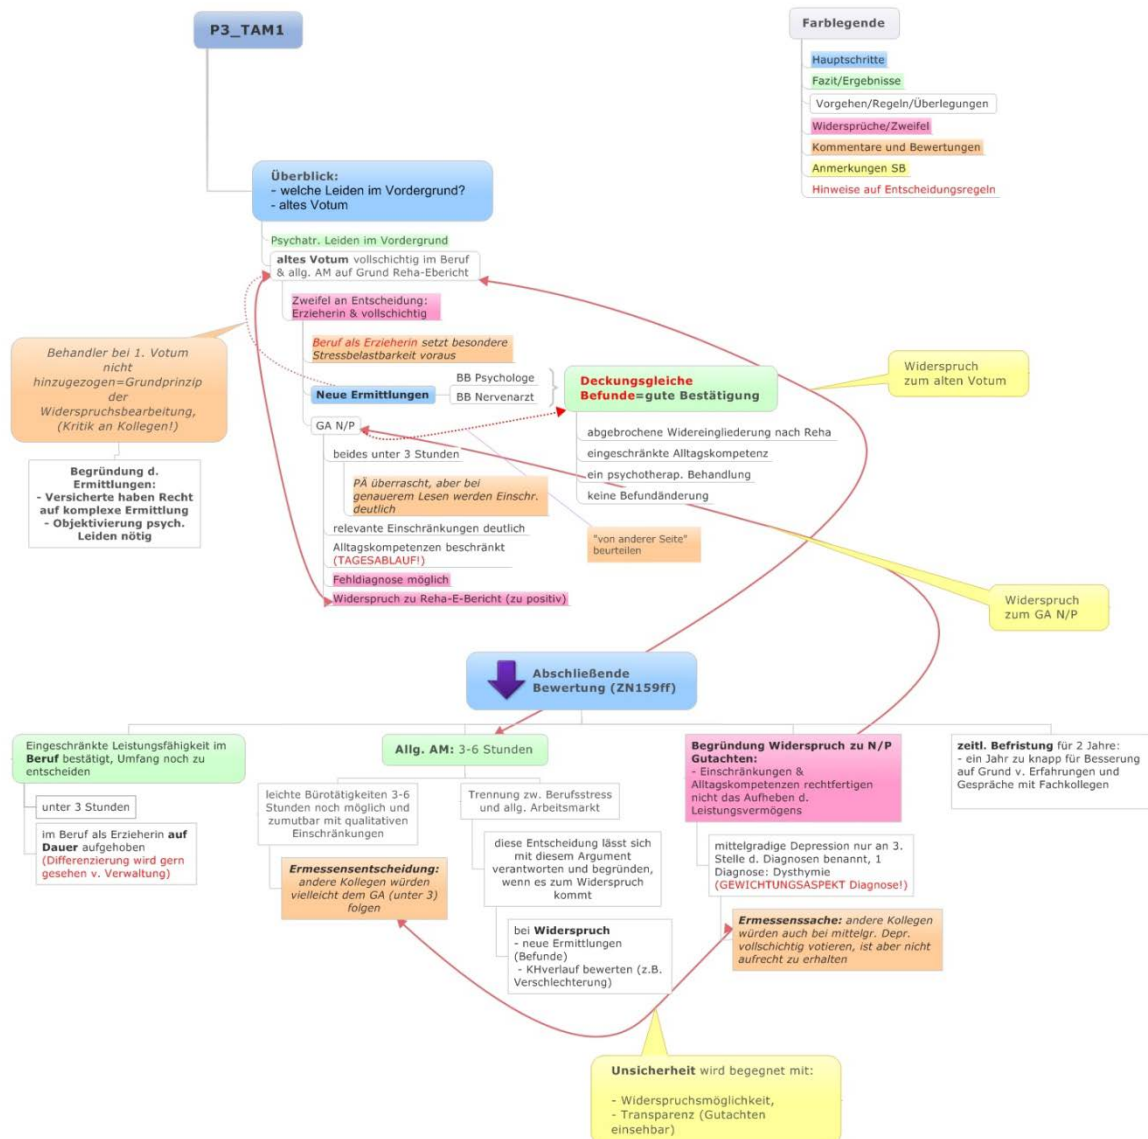 P3_TAM1
Farblegende
Hauptschritte
Fazit/Ergebnisse
Vorgehen/Regeln/Überlegungen
Widersprüche/Zweifel
Kommentare und Bewertungen
Anmerkungen SB
Hinweise auf Entscheidungsregeln
Überblick:
- welche Leiden im Vordergrund?
- altes Votum
Psychatr. Leiden im Vordergrund
altes Votum vollschichtig im Beruf
& allg. AM auf Grund Reha-Ebericht
Zweifel an Entscheidung:
Erzieherin & vollschichtig
Beruf als Erzieherin setzt besondere
Stressbelastbarkeit voraus
Behandler bei 1. Votum
nicht
hinzugezogen=Grundprinzip
der
Widerspruchsbearbeitung,
(Kritik an Kollegen!)
Begründung d.
Ermittlungen:
- Versicherte haben Recht
auf komplexe Ermittlung
- Objektivierung psych.
Leiden nötig
Neue Ermittlungen
BB Psychologe
BB Nervenarzt
Deckungsgleiche
Befunde=gute Bestätigung
abgebrochene Widereingliederung nach Reha
eingeschränkte Alltagskompetenz
ein psychotherap. Behandlung
keine Befundänderung
Widerspruch
zum alten Votum
GA N/P
beides unter 3 Stunden
PÄ überrascht, aber bei
genauerem Lesen werden Einschr.
deutlich
relevante Einschränkungen deutlich
Alltagskompetenzen beschränkt
(TAGESABLAUF!)
Fehldiagnose möglich
Widerspruch zu Reha-E-Bericht (zu positiv)
"von anderer Seite"
beurteilen
Widerspruch
zum GA N/P
Abschließende
Bewertung (ZN159ff)
Eingeschränkte Leistungsfähigkeit im
Beruf bestätigt, Umfang noch zu
entscheiden
unter 3 Stunden
im Beruf als Erzieherin auf
Dauer aufgehoben
(Differenzierung wird gern
gesehen v. Verwaltung)
Allg. AM: 3-6 Stunden
leichte Bürotätigkeiten 3-6
Stunden noch möglich und
zumutbar mit qualitativen
Einschränkungen
Ermessensentscheidung:
andere Kollegen würden
vielleicht dem GA (unter 3)
folgen
Trennung zw. Berufsstress
und allg. Arbeitsmarkt
diese Entscheidung lässt sich
mit diesem Argument
verantworten und begründen,
wenn es zum Widerspruch
kommt
bei Widerspruch
- neue Ermittlungen
(Befunde)
- KHverlauf bewerten (z.B.
Verschlechterung)
Begründung Widerspruch zu N/P
Gutachten:
- Einschränkungen &
Alltagskompetenzen rechtfertigen
nicht das Aufheben d.
Leistungsvermögens
mittelgradige Depression nur an 3.
Stelle d. Diagnosen benannt, 1
Diagnose: Dysthymie
(GEWICHTUNGSASPEKT Diagnose!)
Ermessenssache: andere Kollegen
würden auch bei mittelgr. Depr.
vollschichtig votieren, ist aber nicht
aufrecht zu erhalten
zeitl. Befristung für 2 Jahre:
- ein Jahr zu knapp für Besserung
auf Grund v. Erfahrungen und
Gespräche mit Fachkollegen
Unsicherheit wird begegnet mit:
- Widerspruchsmöglichkeit,
- Transparenz (Gutachten
einsehbar)